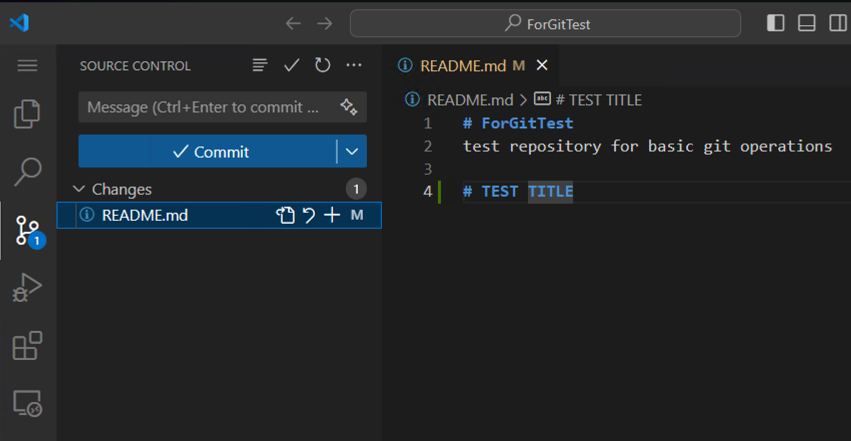 ForGitTest
SOURCE CONTROL
Message (Ctrl+Enter to commit ...
Commit
Changes 1
README.md M
1
README.md M
README.md > # TEST TITLE
1 # ForGitTest
2 test repository for basic git operations
3
4 # TEST TITLE